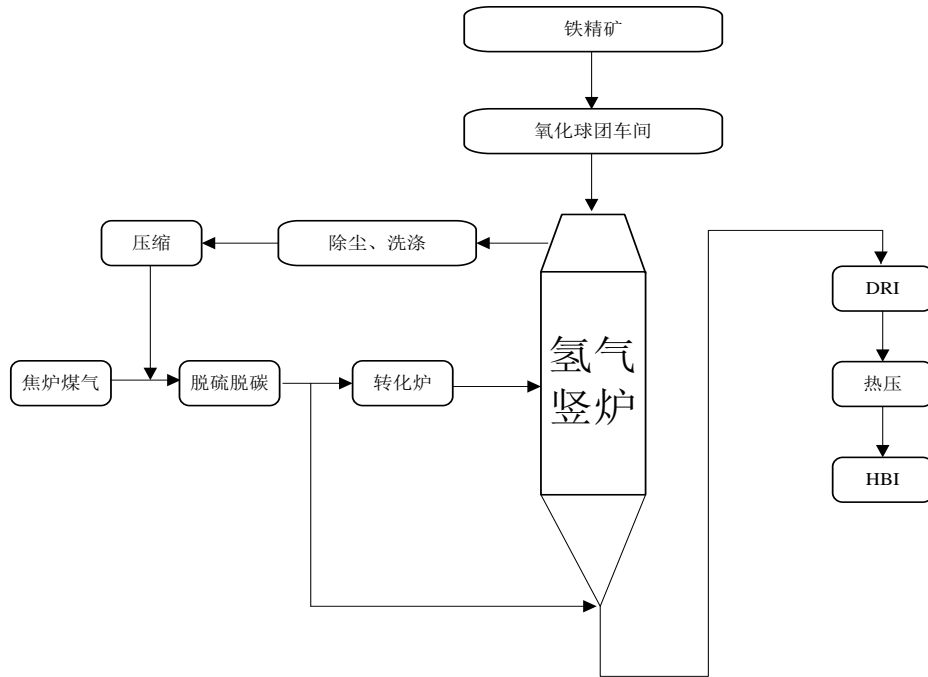 铁精矿
氧化球团车间
压缩
除尘、洗涤
DRI
氢气
竖炉
焦炉煤气
脱硫脱碳
转化炉
热压
HBI